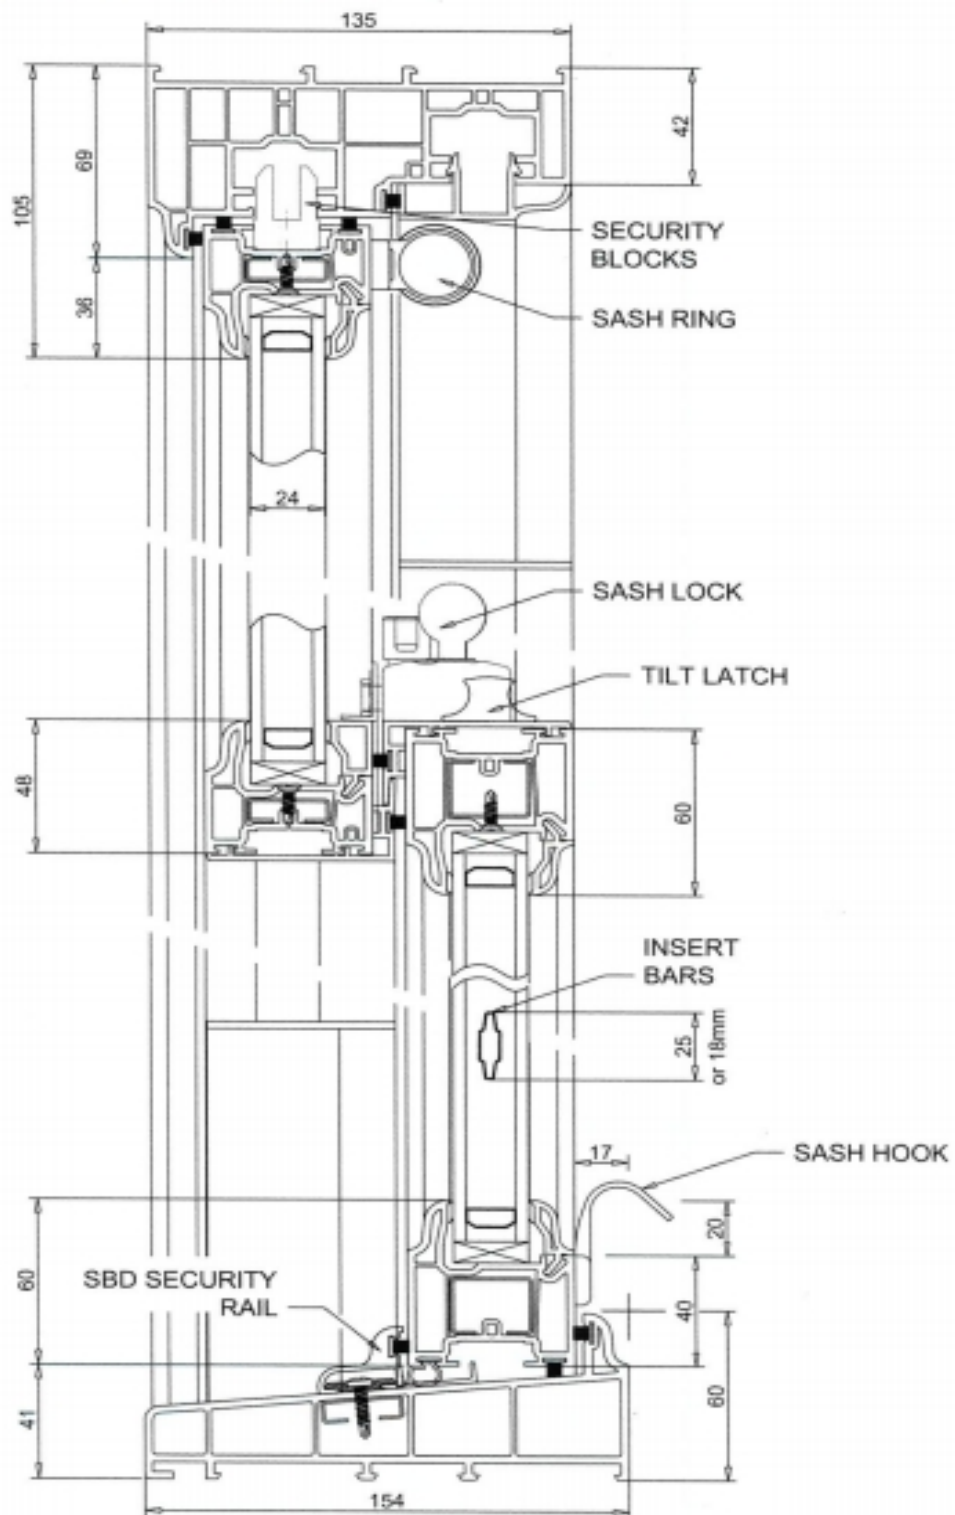 135
42
69
105
SECURITY
BLOCKS
36
SASH RING
24
SASH LOCK
TILT LATCH
48
60
INSERT
BARS
25
or 18mm
17
SASH HOOK
20
60
SBD SECURITY
RAIL
40
60
41
154